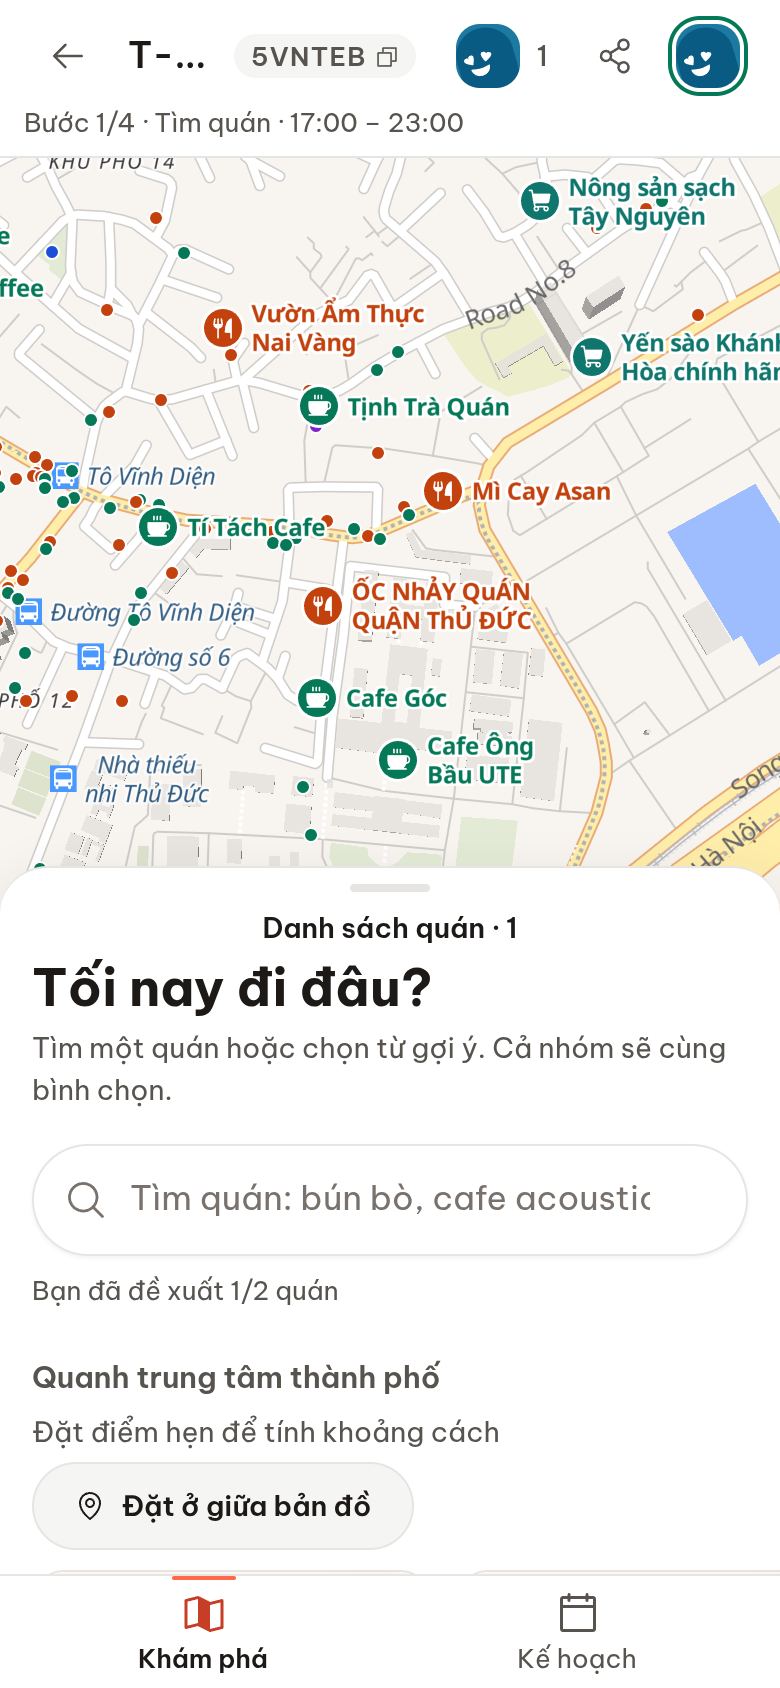 T-...
5VNTEB
1
Bước 1/4 · Tìm quán · 17:00 – 23:00
KHU PHỐ 14
Nông sản sạch
Tây Nguyên
ffee
Road No.8
Vườn Ẩm Thực
Nai Vàng
Yến sào Khánh
Hòa chính hãn
Tịnh Trà Quán
Tô Vĩnh Diện
Mì Cay Asan
Tí Tách Cafe
ỐC NhẢY QuÁN
QuẬN ThỦ ĐỨC
Đường Tô Vĩnh Diện
Đường số 6
PHỐ 12
Cafe Góc
Cafe Ông
Bầu UTE
Nhà thiếu
nhi Thủ Đức
Song
Hà Nội
Danh sách quán · 1
Tối nay đi đâu?
Tìm một quán hoặc chọn từ gợi ý. Cả nhóm sẽ cùng
bình chọn.
Tìm quán: bún bò, cafe acoustic
Bạn đã đề xuất 1/2 quán
Quanh trung tâm thành phố
Đặt điểm hẹn để tính khoảng cách
Đặt ở giữa bản đồ
Khám phá
Kế hoạch